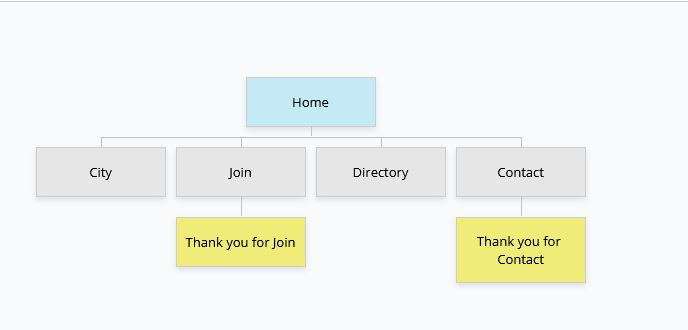 Home
City
Join
Directory
Contact
Thank you for Join
Thank you for
Contact